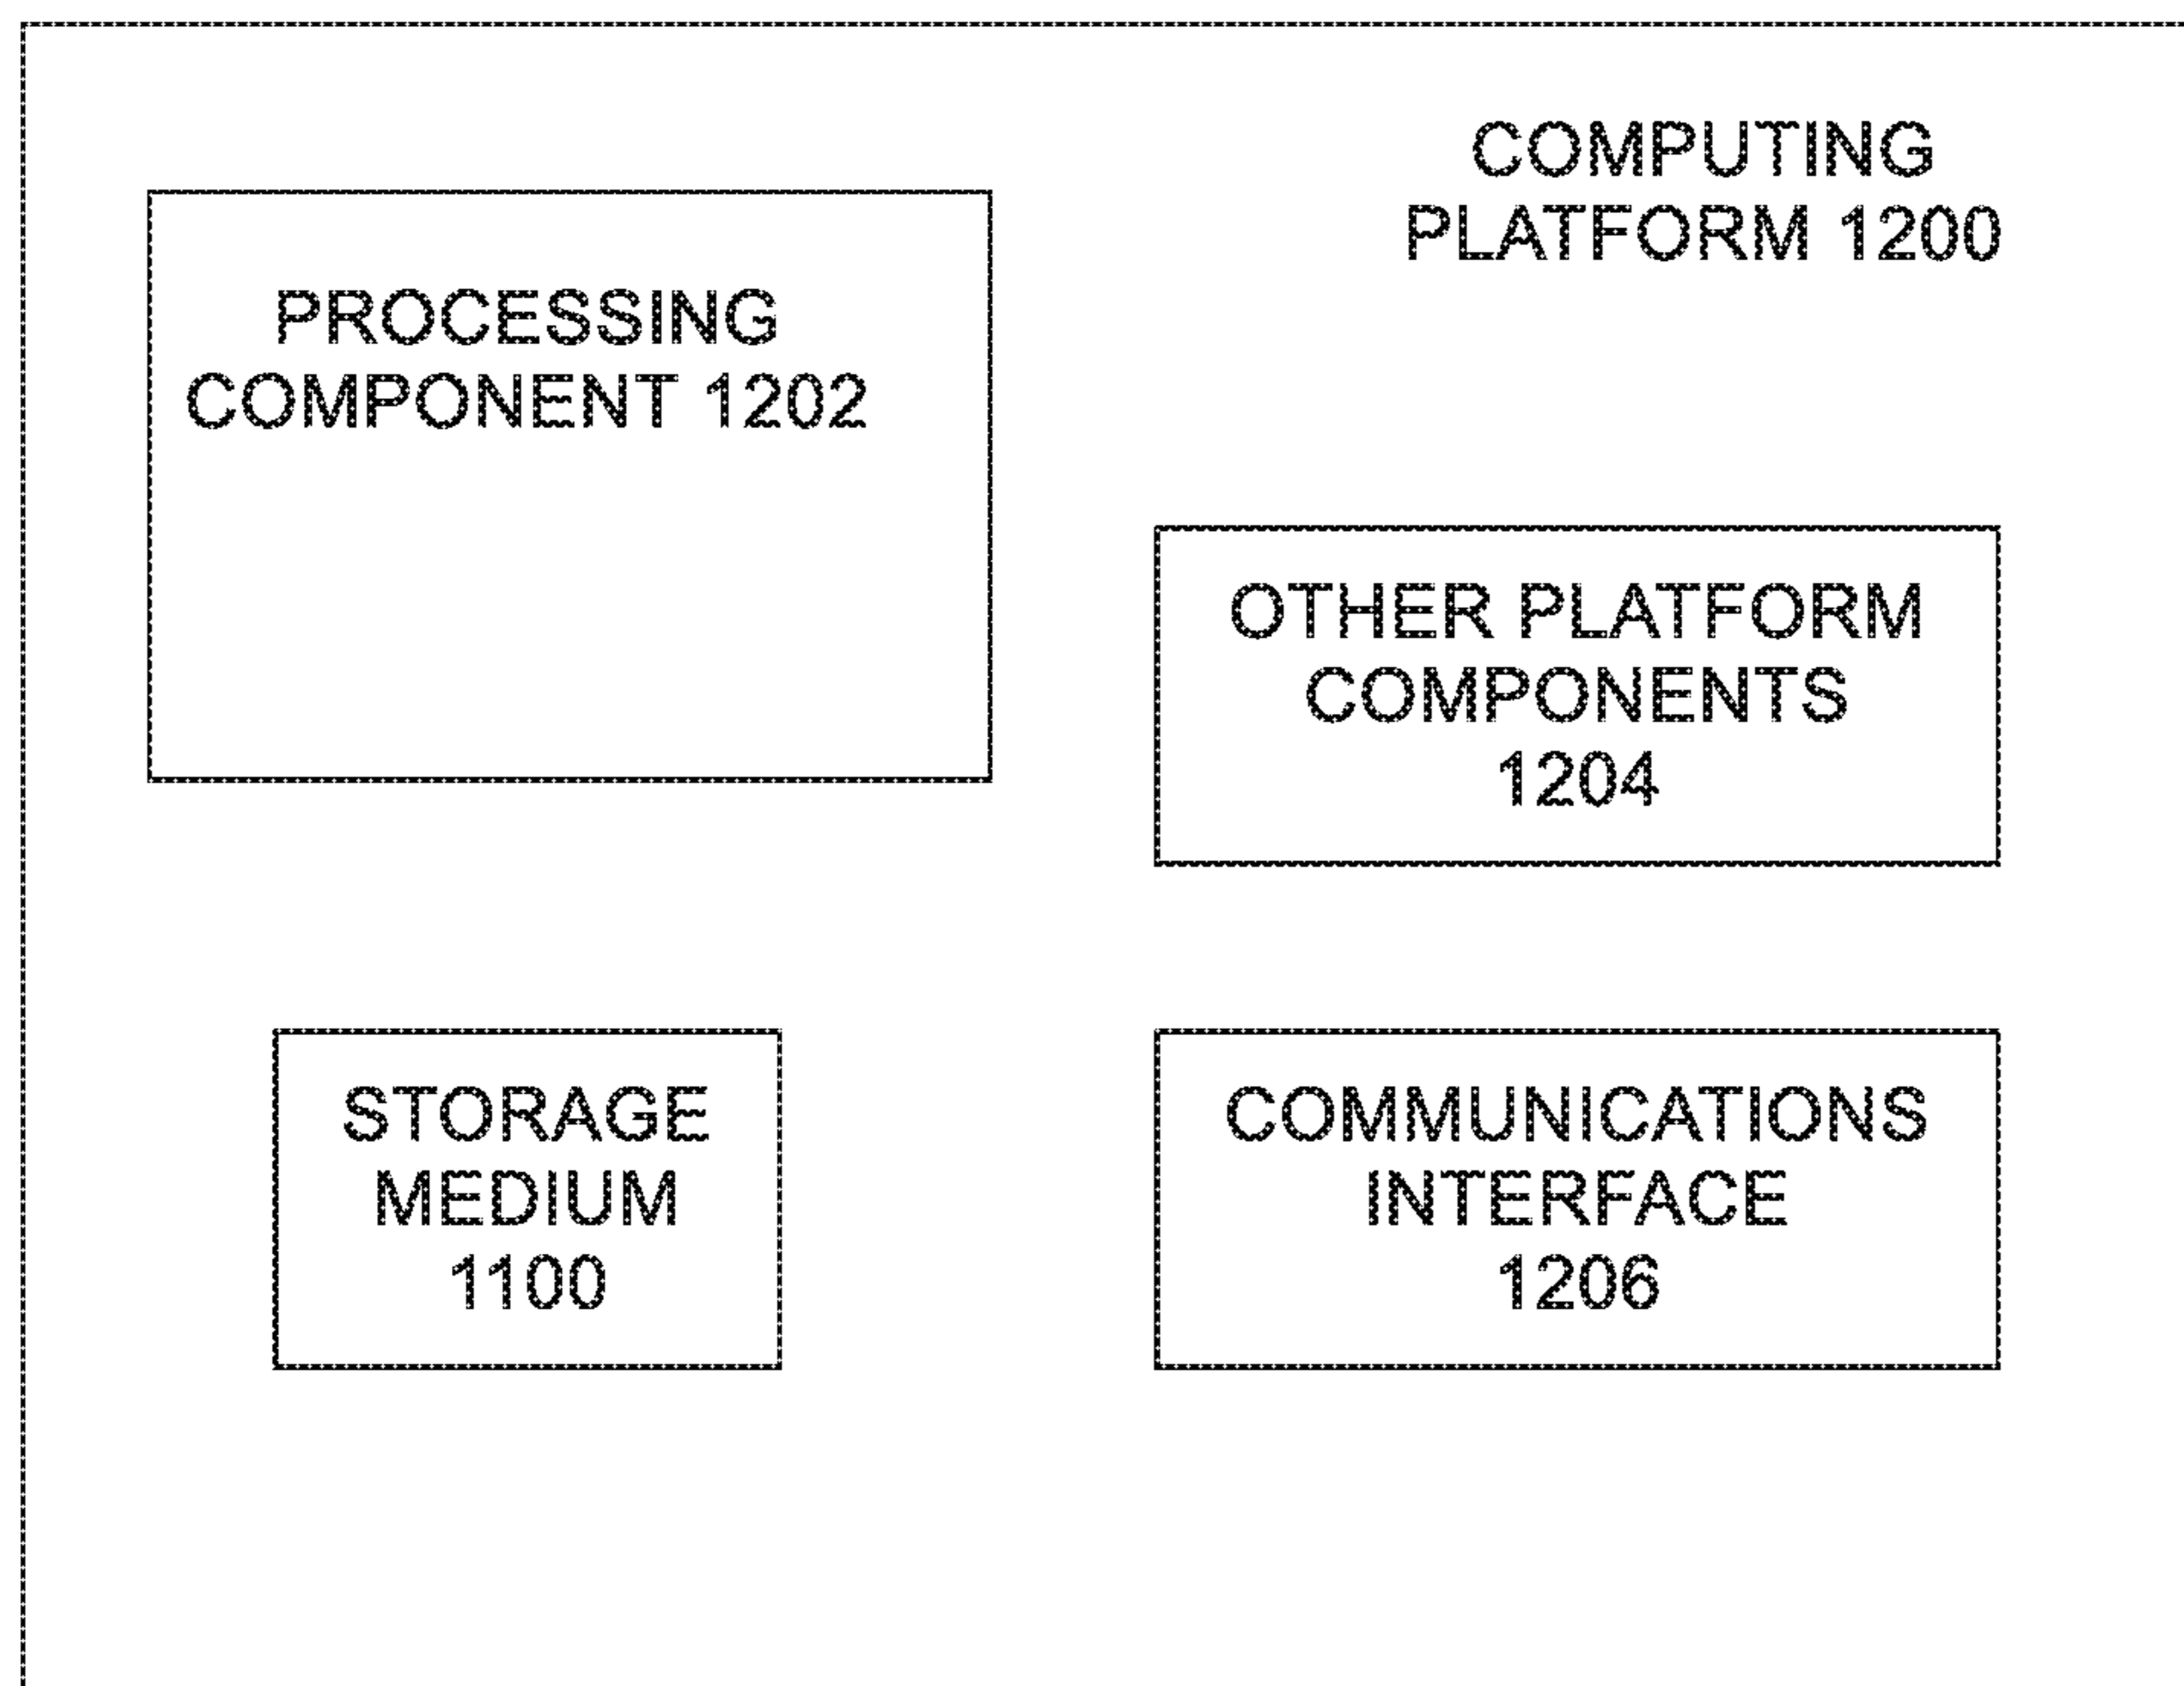 COMPUTING
PLATFORM 1200
PROCESSING
COMPONENT 1202
OTHER PLATFORM
COMPONENTS
1204
STORAGE
MEDIUM
1100
COMMUNICATIONS
INTERFACE
1206